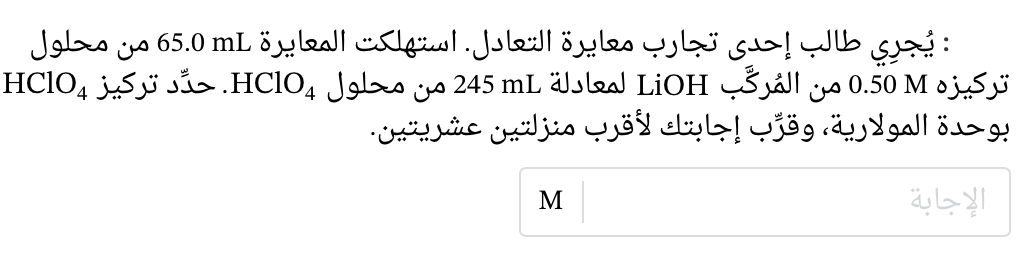 : يُجرِي طالب إحدى تجارب معايرة التعادل. استهلكت المعايرة 65.0 mL من محلول
تركيزه 0.50 M من المُركَّب LiOH لمعادلة 245 mL من محلول HClO₄. حدِّد تركيز HClO₄
بوحدة المولارية، وقرِّب إجابتك لأقرب منزلتين عشريتين.
الإجابة M